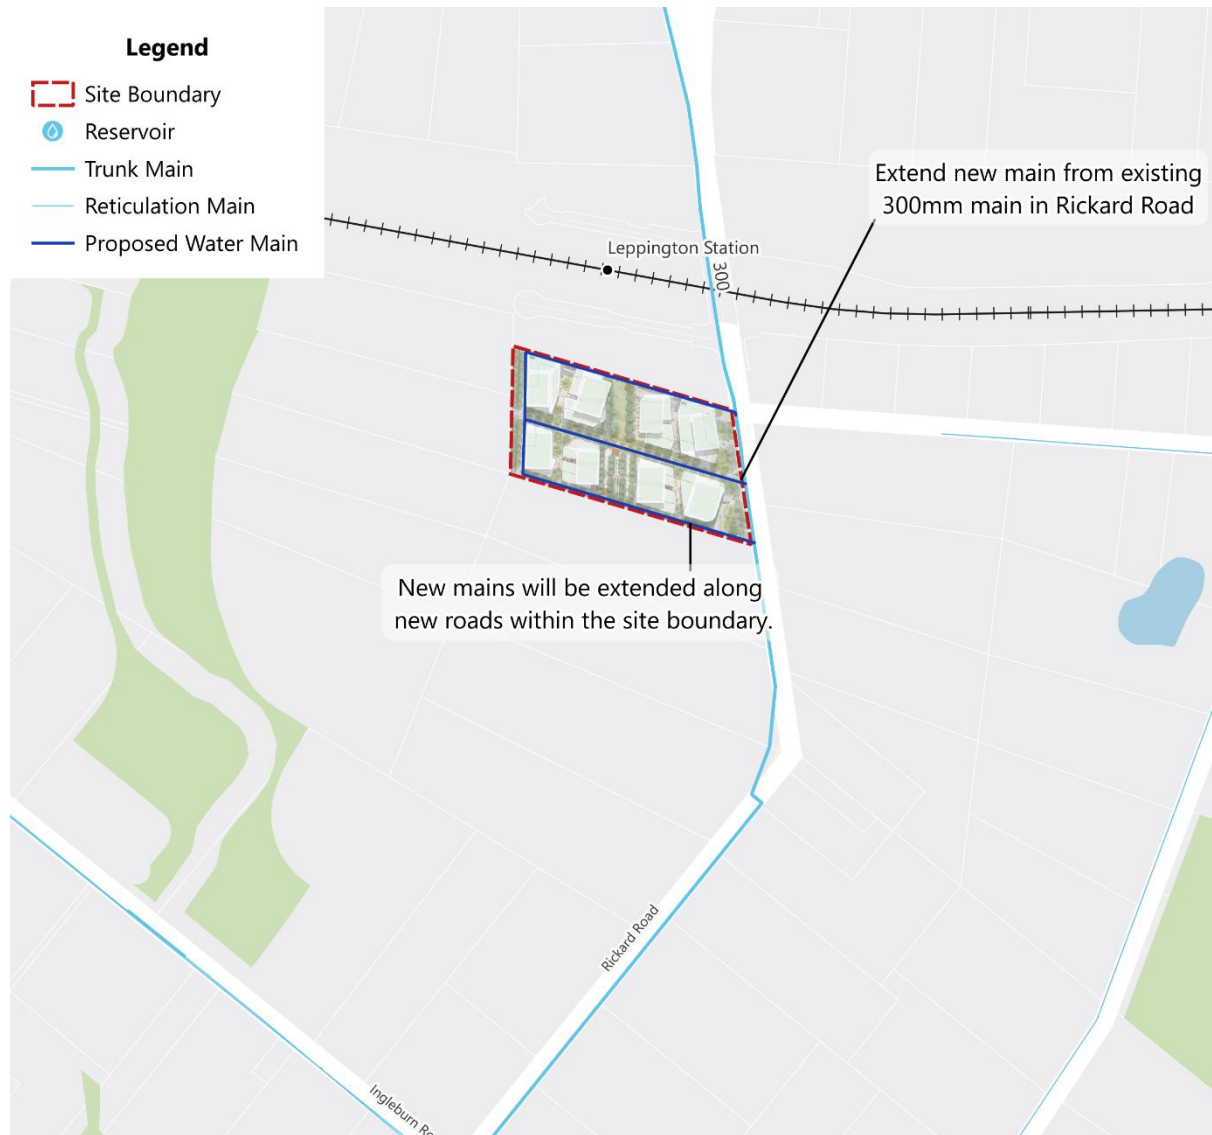 Legend
Site Boundary
Reservoir
Trunk Main
Reticulation Main
Proposed Water Main
Extend new main from existing
300mm main in Rickard Road
Leppington Station
300
New mains will be extended along
new roads within the site boundary.
Rickard Road
Ingleburn Ro